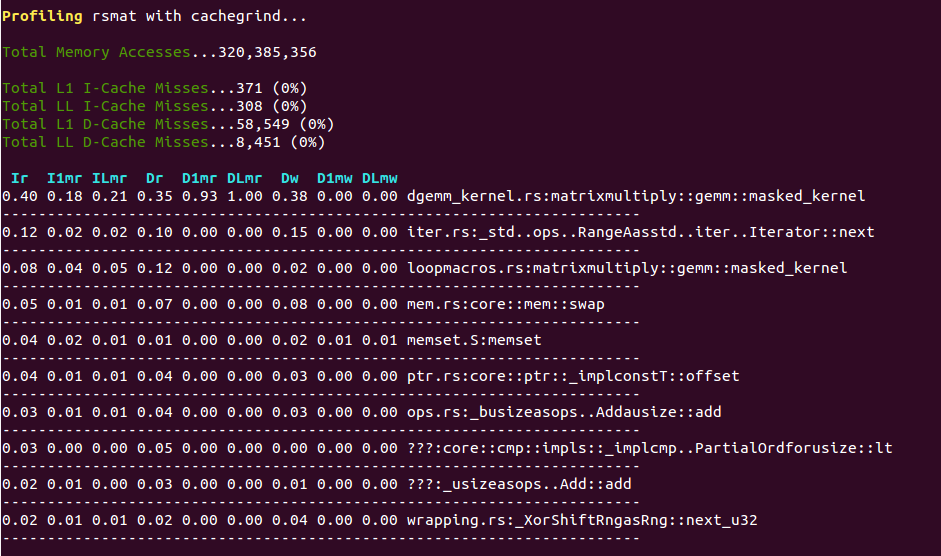 Profiling rsmat with cachegrind...
Total Memory Accesses...320,385,356
Total L1 I-Cache Misses...371 (0%)
Total LL I-Cache Misses...308 (0%)
Total L1 D-Cache Misses...58,549 (0%)
Total LL D-Cache Misses...8,451 (0%)
Ir I1mr ILmr Dr D1mr DLmr Dw D1mw DLmw
0.40 0.18 0.21 0.35 0.93 1.00 0.38 0.00 0.00 dgemm_kernel.rs:matrixmultiply::gemm::masked_kernel
-----------------------------------------------------------------------
0.12 0.02 0.02 0.10 0.00 0.00 0.15 0.00 0.00 iter.rs:_std..ops..RangeAasstd..iter..Iterator::next
-----------------------------------------------------------------------
0.08 0.04 0.05 0.12 0.00 0.00 0.02 0.00 0.00 loopmacros.rs:matrixmultiply::gemm::masked_kernel
-----------------------------------------------------------------------
0.05 0.01 0.01 0.07 0.00 0.00 0.08 0.00 0.00 mem.rs:core::mem::swap
-----------------------------------------------------------------------
0.04 0.02 0.01 0.01 0.00 0.00 0.02 0.01 0.01 memset.S:memset
-----------------------------------------------------------------------
0.04 0.01 0.01 0.04 0.00 0.00 0.03 0.00 0.00 ptr.rs:core::ptr::_implconstT::offset
-----------------------------------------------------------------------
0.03 0.01 0.01 0.04 0.00 0.00 0.03 0.00 0.00 ops.rs:_busizeasops..Addausize::add
-----------------------------------------------------------------------
0.03 0.00 0.00 0.05 0.00 0.00 0.00 0.00 0.00 ???:core::cmp::impls::_implcmp..PartialOrdforusize::lt
-----------------------------------------------------------------------
0.02 0.01 0.00 0.03 0.00 0.00 0.01 0.00 0.00 ???:_usizeasops..Add::add
-----------------------------------------------------------------------
0.02 0.01 0.01 0.02 0.00 0.00 0.04 0.00 0.00 wrapping.rs:_XorShiftRngasRng::next_u32
-----------------------------------------------------------------------